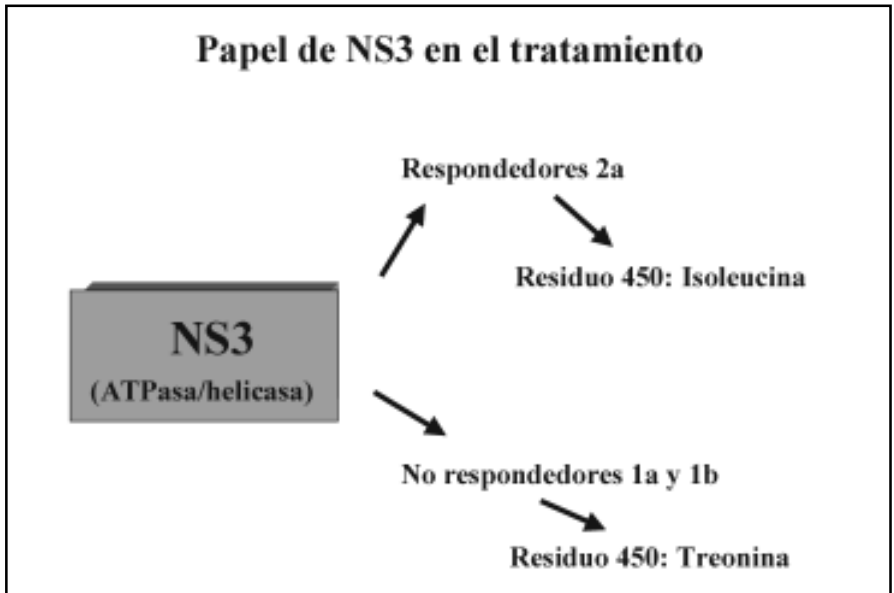 Papel de NS3 en el tratamiento
Respondedores 2a
Residuo 450: Isoleucina
NS3
(ATPasa/helicasa)
No respondedores 1a y 1b
Residuo 450: Treonina